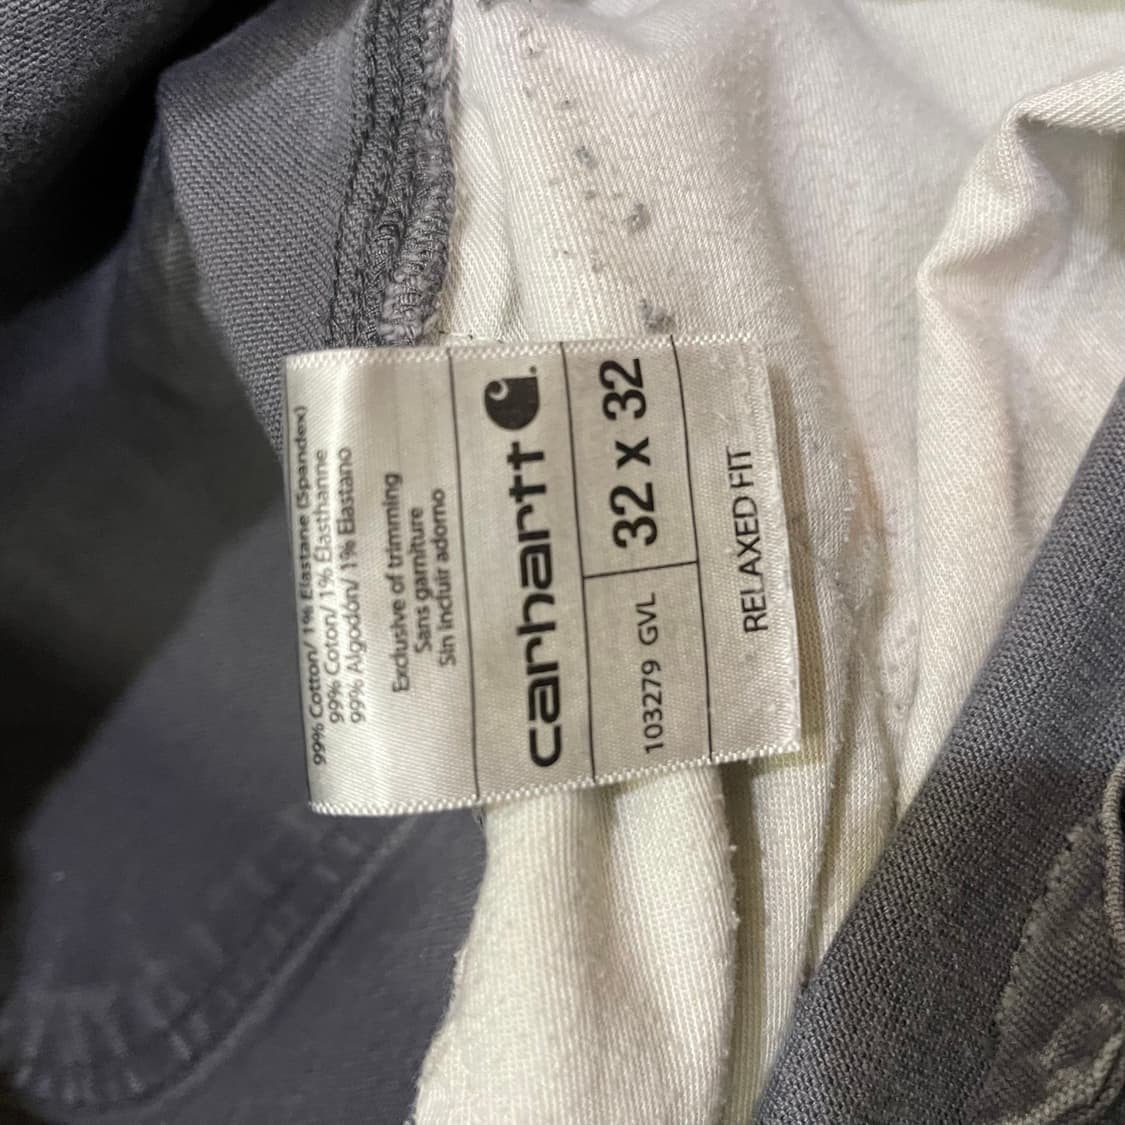 99% Cotton/ 1% Elastane (Spandex)
99% Coton/ 1% Élasthanne
99% Algodón/ 1% Elastano
Exclusive of trimming
Sans garniture
Sin incluir adorno
carhartt
103279 GVL 32 x 32
RELAXED FIT